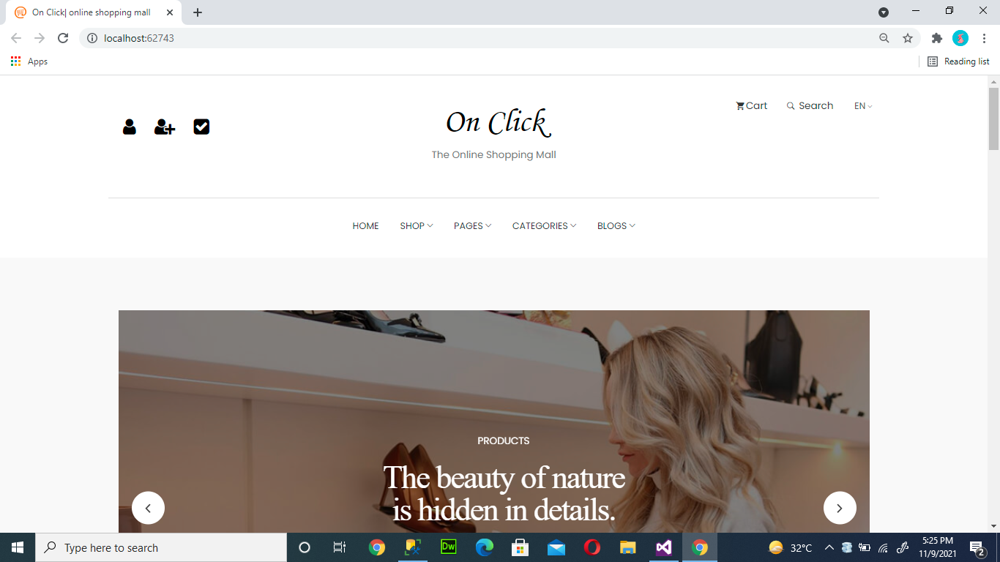 On Click| online shopping mall
localhost:62743
Apps
Reading list
Cart
Search
EN
On Click
The Online Shopping Mall
HOME
SHOP
PAGES
CATEGORIES
BLOGS
PRODUCTS
The beauty of nature
is hidden in details.
Type here to search
Dw
32°C
5:25 PM
11/9/2021
2